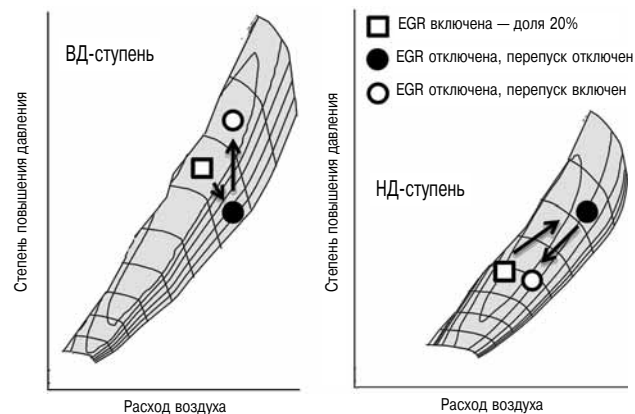 ВД-ступень
Степень повышения давления
Расход воздуха
EGR включена — доля 20%
EGR отключена, перепуск отключен
EGR отключена, перепуск включен
НД-ступень
Степень повышения давления
Расход воздуха